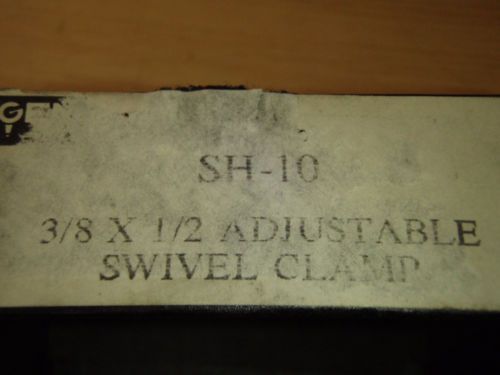 SH-10
3/8 X 1/2 ADJUSTABLE
SWIVEL CLAMP